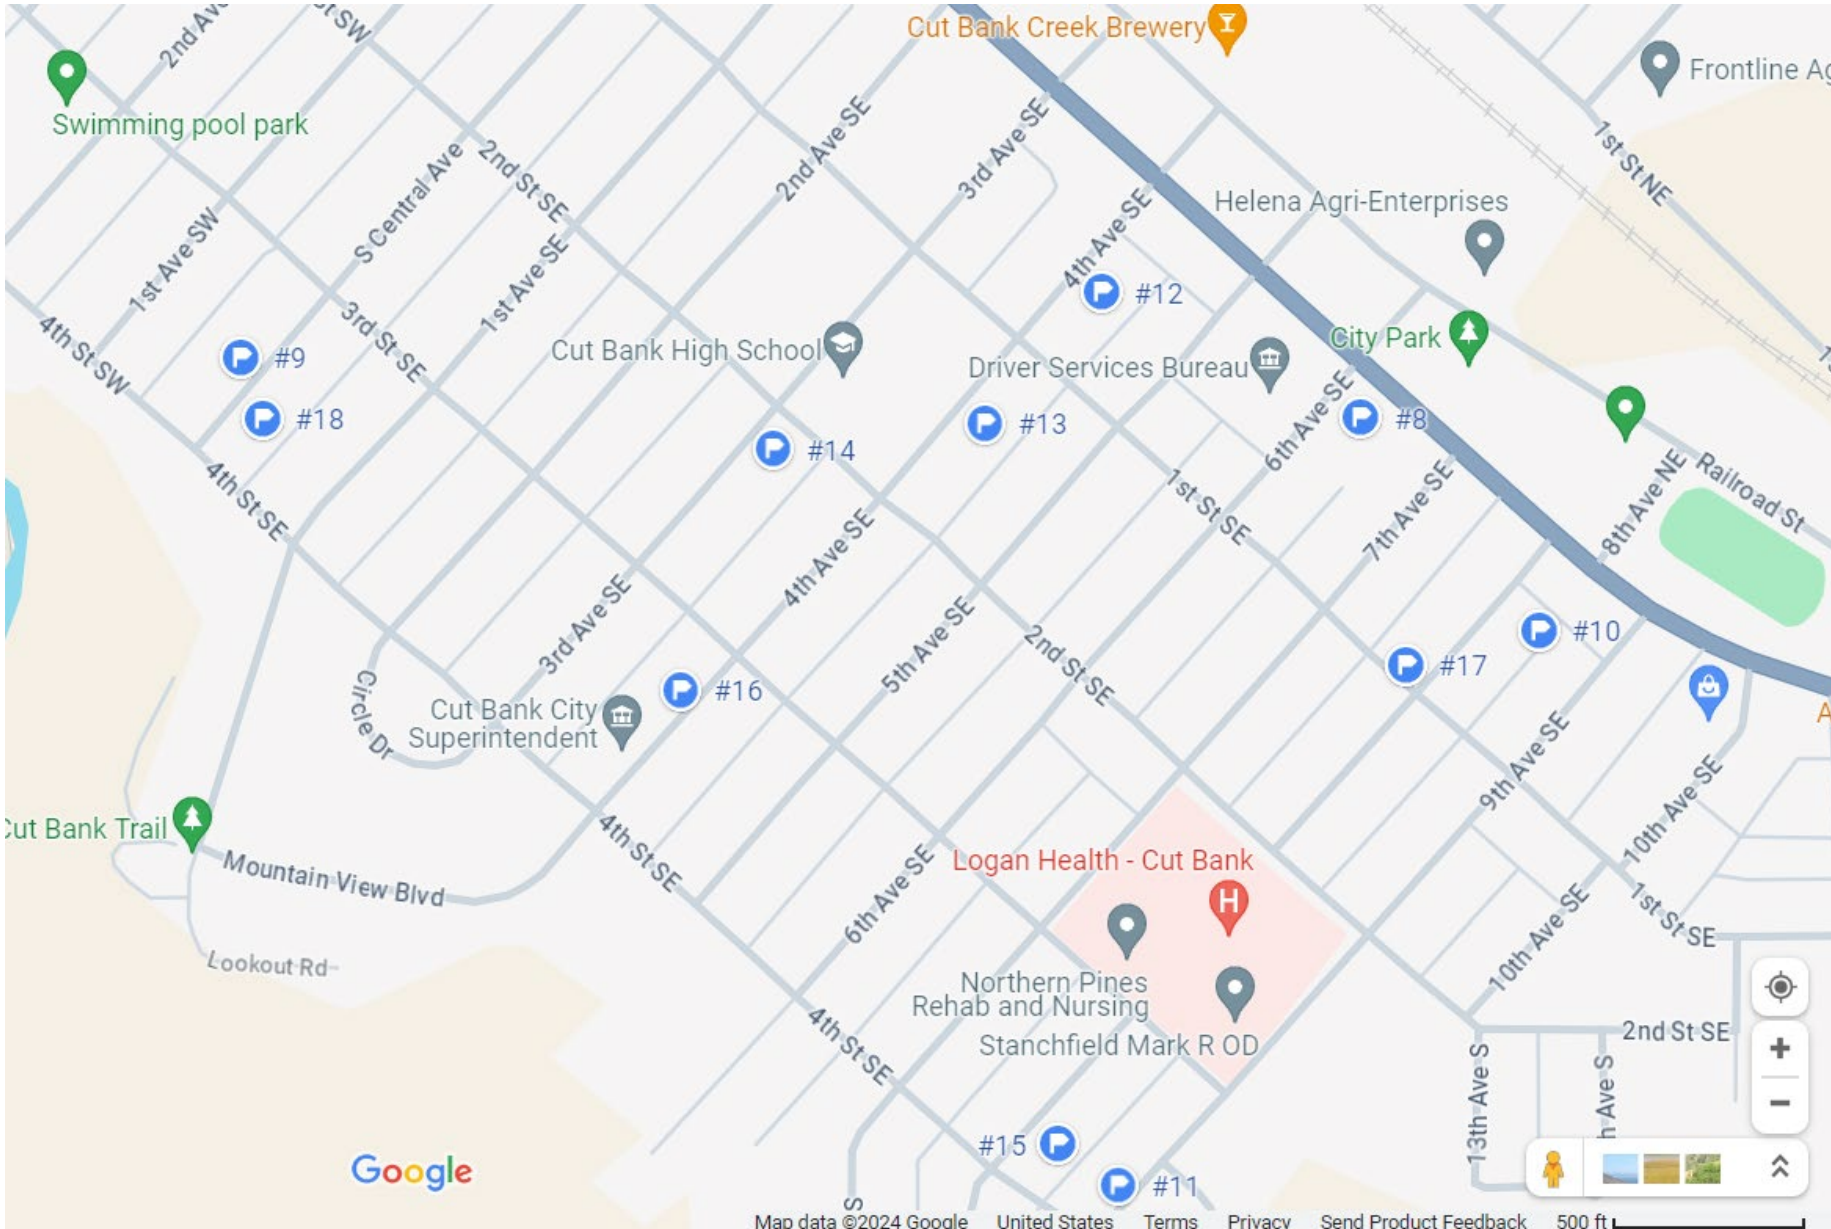 2nd Av
St SW
Cut Bank Creek Brewery
Frontline Ag
Swimming pool park
2nd Ave SE
3rd Ave SE
1st St NE
S Central Ave
2nd St SE
Helena Agri-Enterprises
1st Ave SW
1st Ave SE
4th Ave SE
#12
4th St SW
3rd St SE
#9
Cut Bank High School
Driver Services Bureau
City Park
#18
#14
#13
6th Ave SE
#8
4th St SE
1st St SE
7th Ave SE
8th Ave NE
Railroad St
4th Ave SE
3rd Ave SE
5th Ave SE
2nd St SE
#10
#17
#16
Circle Dr
Cut Bank City
Superintendent
9th Ave SE
10th Ave SE
A
Cut Bank Trail
Mountain View Blvd
4th St SE
6th Ave SE
Logan Health - Cut Bank
H
1st St SE
10th Ave SE
Lookout Rd
Northern Pines
Rehab and Nursing
Stanchfield Mark R OD
4th St SE
2nd St SE
13th Ave S
h Ave S
#15
#11
S
Google
Map data ©2024 Google United States Terms Privacy Send Product Feedback 500 ft